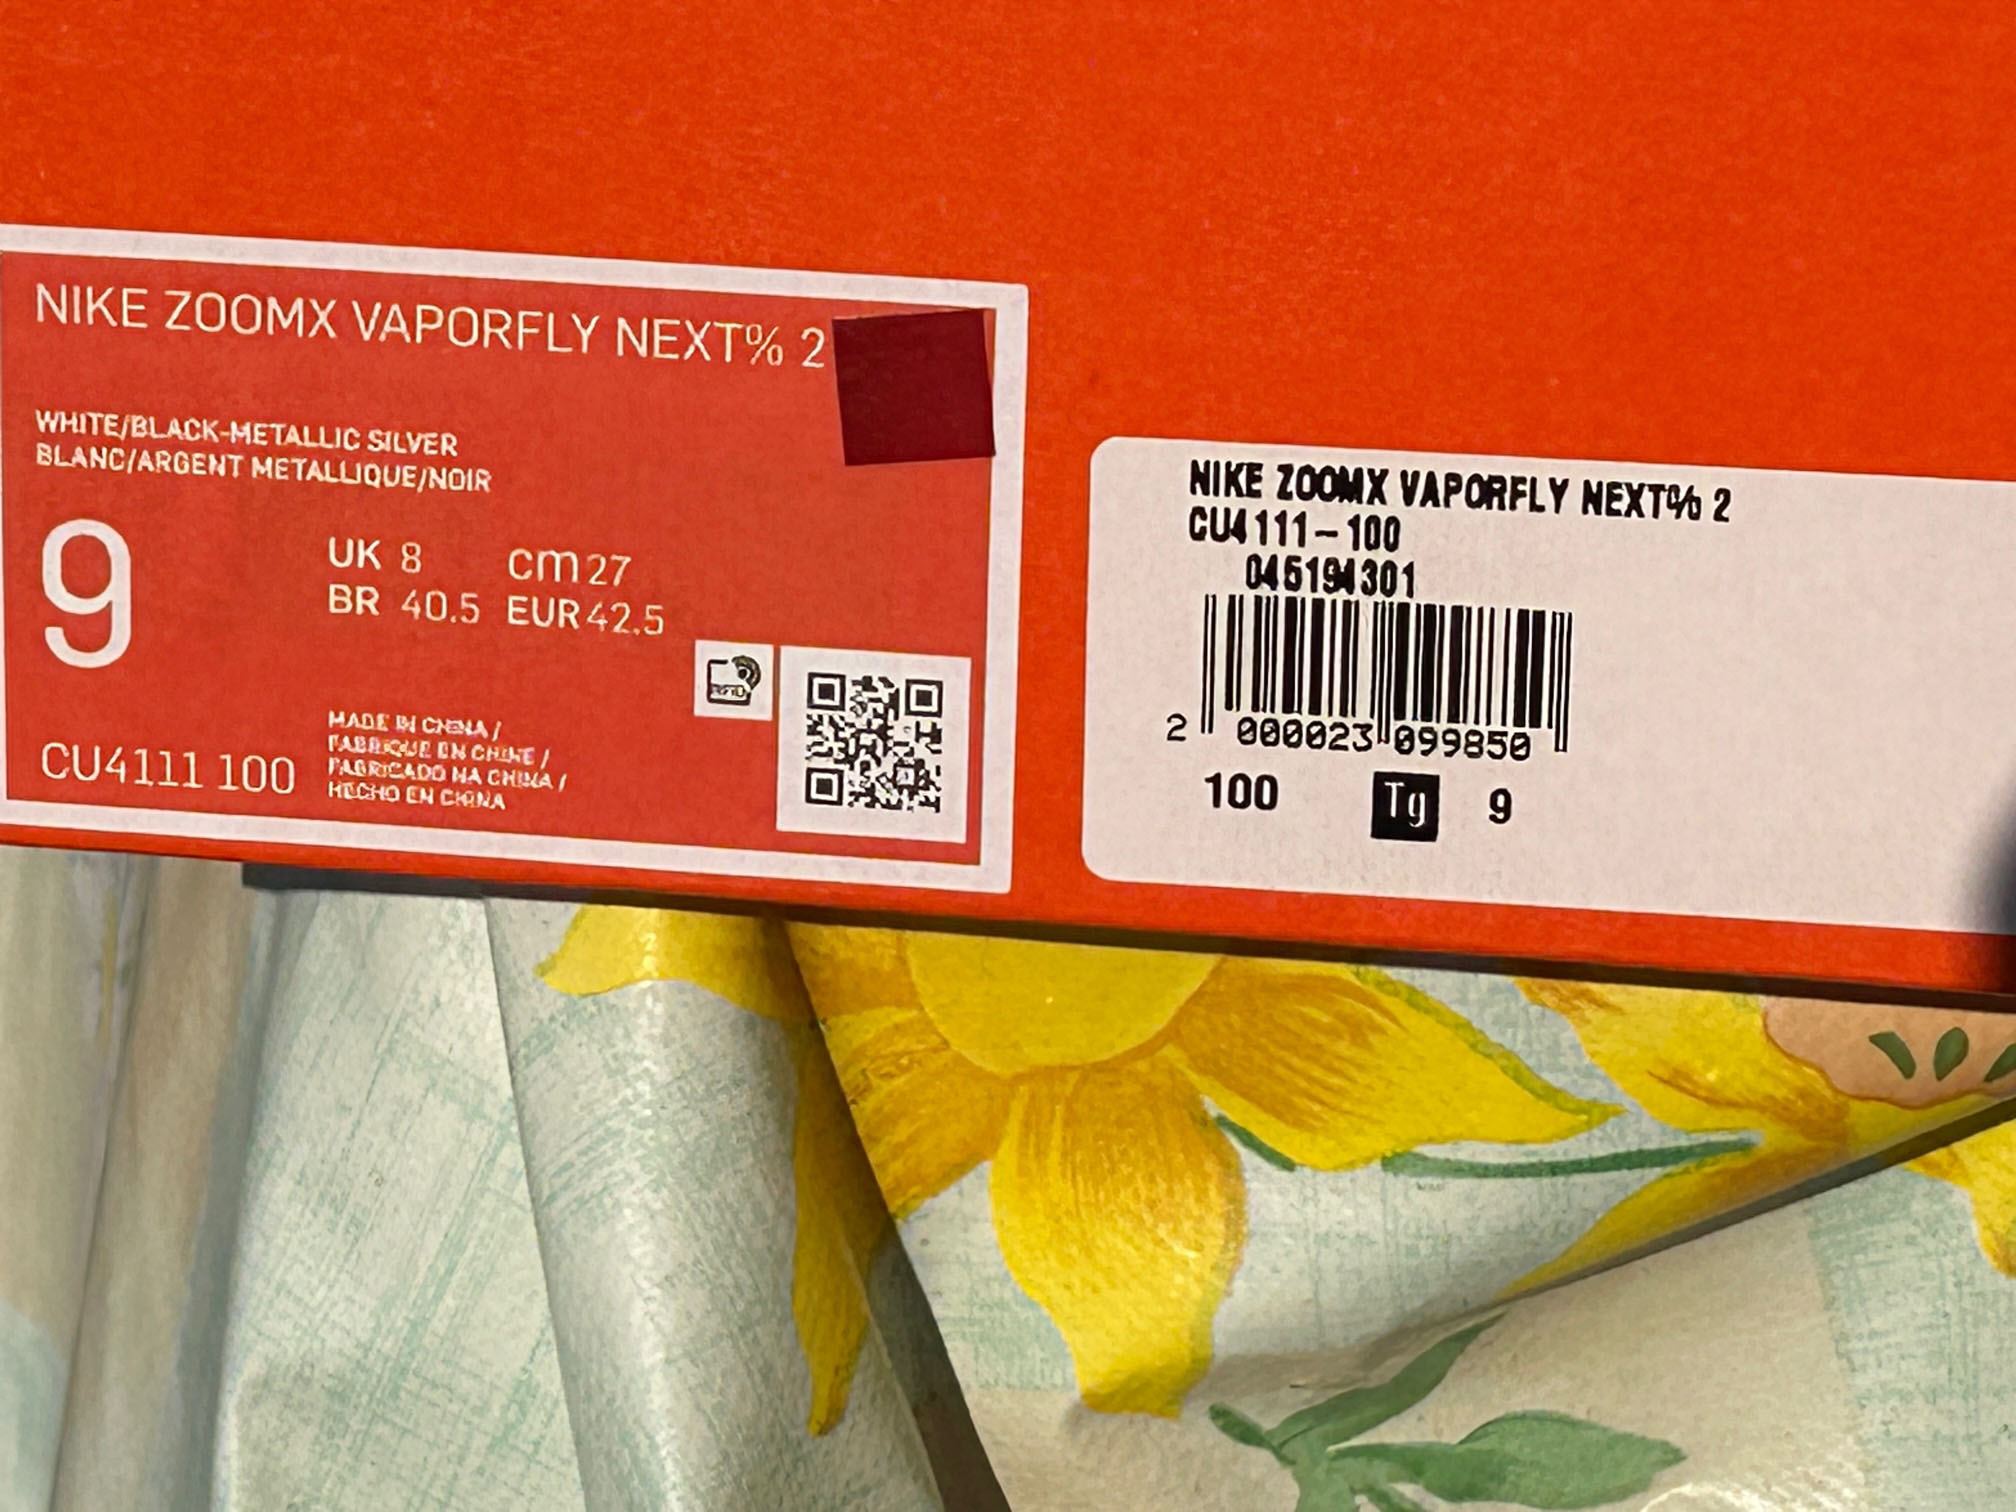 NIKE ZOOMX VAPORFLY NEXT% 2
WHITE/BLACK-METALLIC SILVER
BLANC/ARGENT METALLIQUE/NOIR
9
UK 8 cm 27
BR 40.5 EUR 42.5
CU4111 100
MADE IN CHINA /
FABRIQUE EN CHINE /
FABRICADO NA CHINA /
HECHO EN CHINA
NIKE ZOOMX VAPORFLY NEXT% 2
CU4111-100
045194301
2 000023 099850
100 Tg 9